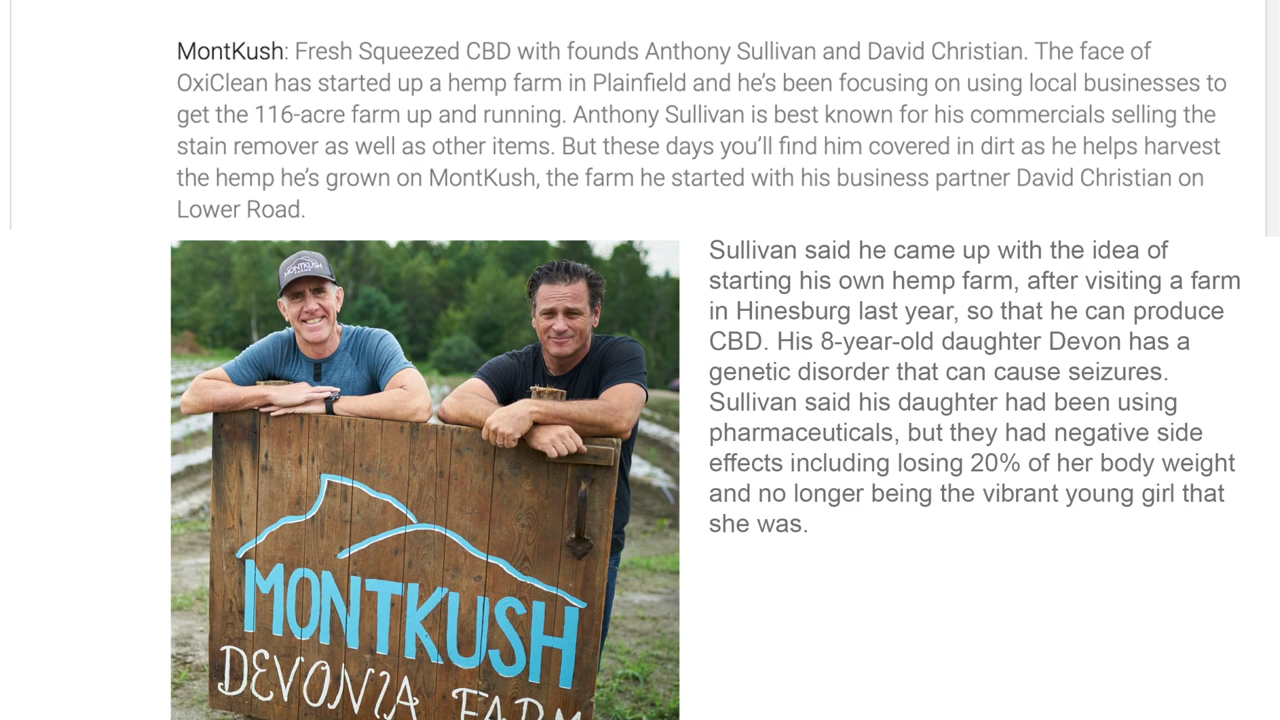 MontKush: Fresh Squeezed CBD with founds Anthony Sullivan and David Christian. The face of
OxiClean has started up a hemp farm in Plainfield and he’s been focusing on using local businesses to
get the 116-acre farm up and running. Anthony Sullivan is best known for his commercials selling the
stain remover as well as other items. But these days you’ll find him covered in dirt as he helps harvest
the hemp he’s grown on MontKush, the farm he started with his business partner David Christian on
Lower Road.
Sullivan said he came up with the idea of
starting his own hemp farm, after visiting a farm
in Hinesburg last year, so that he can produce
CBD. His 8-year-old daughter Devon has a
genetic disorder that can cause seizures.
Sullivan said his daughter had been using
pharmaceuticals, but they had negative side
effects including losing 20% of her body weight
and no longer being the vibrant young girl that
she was.
MONTKUSH
MONTKUSH
DEVONIA FARM